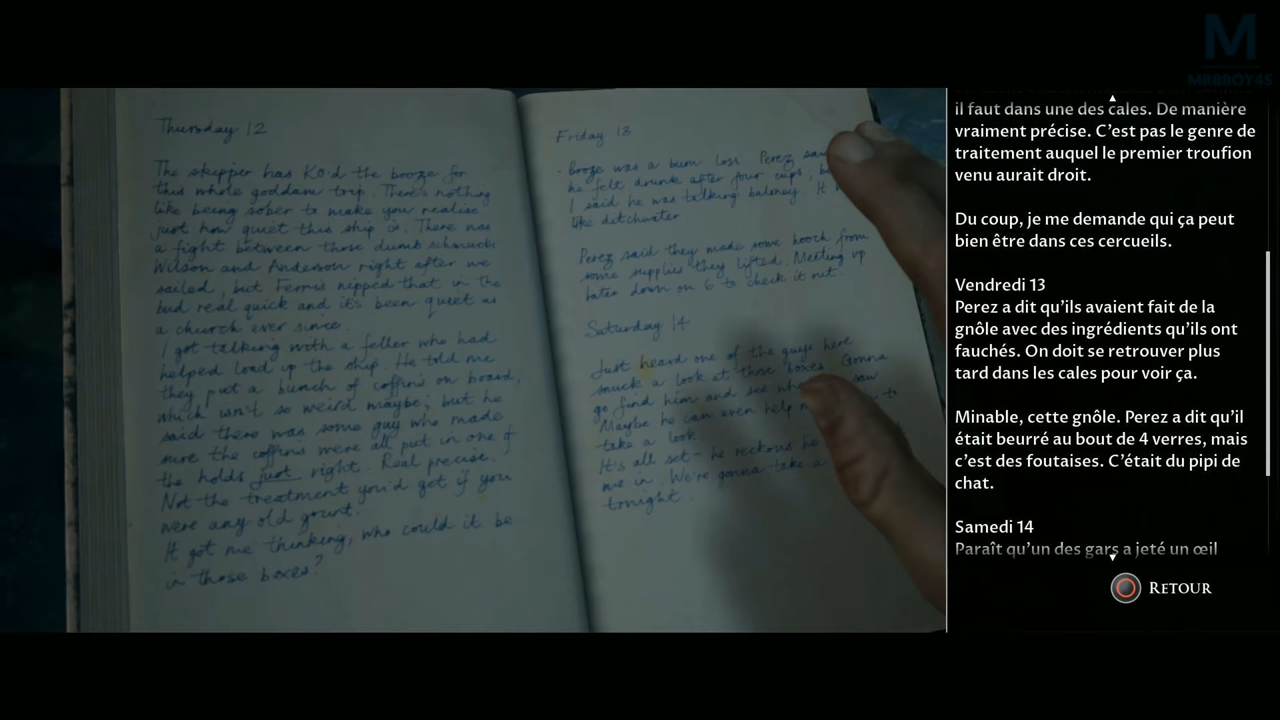 M
MRBBOY45
Thursday 12
The skipper has KO'd the booze for
this whole goddam trip. There's nothing
like being sober to make you realise
just how quiet this ship is. There was
a fight between those dumb schmucks
Wilson and Anderson right after we
sailed, but Ferris nipped that in the
bud real quick and it's been quiet as
a church ever since.
I got talking with a feller who had
helped load up the ship. He told me
they put a bunch of coffins on board,
which isn't so weird maybe; but he
said there was some guy who made
sure the coffins were all put in one of
the holds just right. Real precise.
Not the treatment you'd get if you
were any old grunt.
It got me thinking, who could it be
in those boxes?
Friday 13
Booze was a bum loss. Perez said
he felt drunk after four cups, but
I said he was talking baloney. It
like ditchwater
Perez said they made some hooch from
some supplies they lifted. Meeting up
later down on 6 to check it out.
Saturday 14
Just heard one of the guys here
snuck a look at those boxes. Gonna
go find him and see what saw
Maybe he can even help to
take a look
It's all set - he reckons he
me in. We're gonna take a
tonight.
il faut dans une des cales. De manière
vraiment précise. C'est pas le genre de
traitement auquel le premier troufion
venu aurait droit.
Du coup, je me demande qui ça peut
bien être dans ces cercueils.
Vendredi 13
Perez a dit qu'ils avaient fait de la
gnôle avec des ingrédients qu'ils ont
fauchés. On doit se retrouver plus
tard dans les cales pour voir ça.
Minable, cette gnôle. Perez a dit qu'il
était beurré au bout de 4 verres, mais
c'est des foutaises. C'était du pipi de
chat.
Samedi 14
Paraît qu'un des gars a jeté un œil
Retour